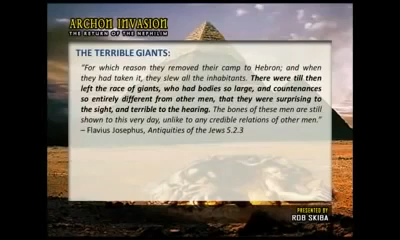 ARCHON INVASION
THE RETURN OF THE NEPHILIM
THE TERRIBLE GIANTS:
“For which reason they removed their camp to Hebron; and when
they had taken it, they slew all the inhabitants. There were till then
left the race of giants, who had bodies so large, and countenances
so entirely different from other men, that they were surprising to
the sight, and terrible to the hearing. The bones of these men are still
shown to this very day, unlike to any credible relations of other men.”
– Flavius Josephus, Antiquities of the Jews 5.2.3
PRESENTED BY
ROB SKIBA